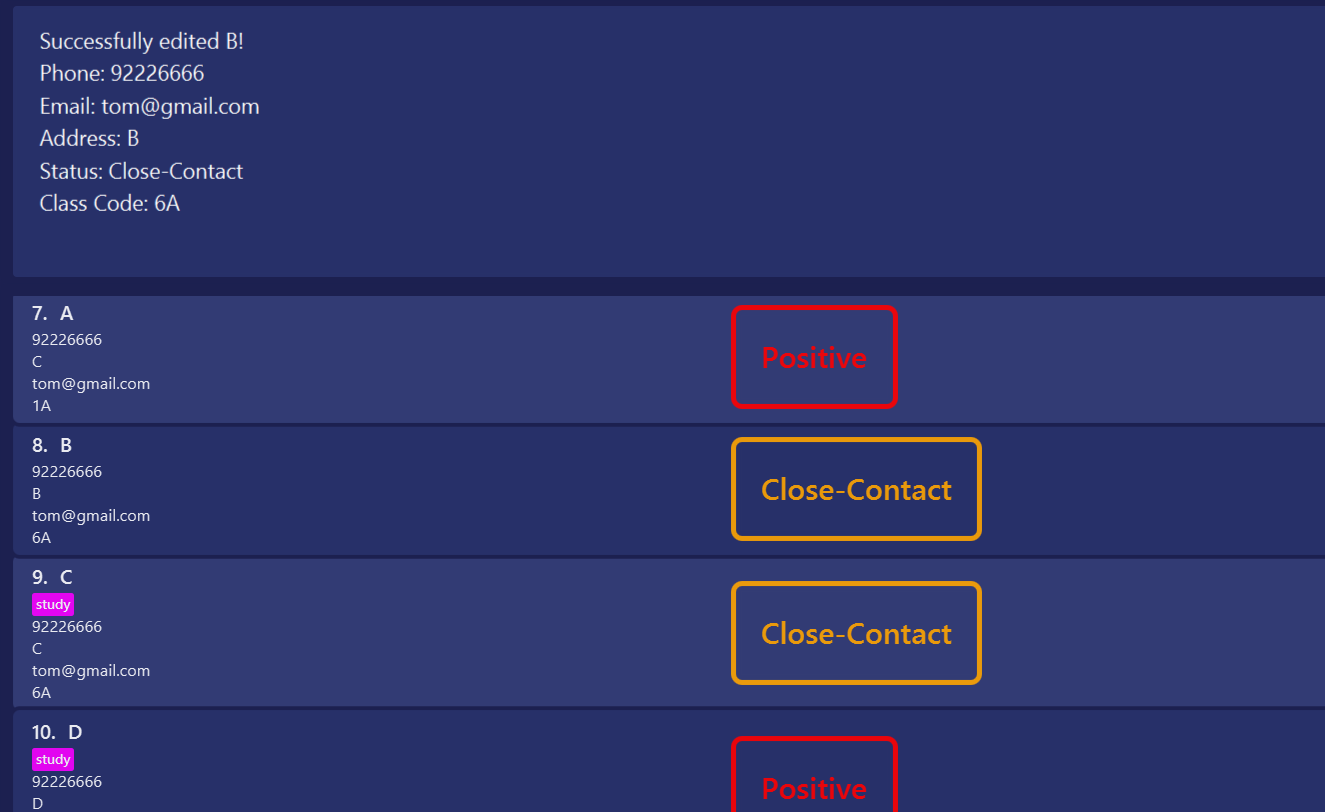 Successfully edited B!
Phone: 92226666
Email: tom@gmail.com
Address: B
Status: Close-Contact
Class Code: 6A
7. A
92226666
C
tom@gmail.com
1A
Positive
8. B
92226666
B
tom@gmail.com
6A
Close-Contact
9. C
study
92226666
C
tom@gmail.com
6A
Close-Contact
10. D
study
92226666
D
Positive